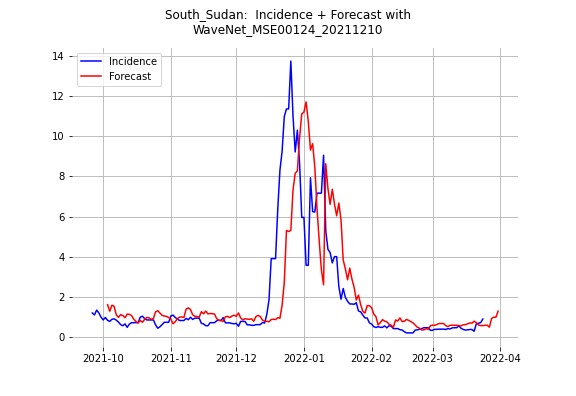 South_Sudan:  Incidence + Forecast with
WaveNet_MSE00124_20211210
Incidence
Forecast
14
12
10
8
6
4
2
0
2021-10 2021-11 2021-12 2022-01 2022-02 2022-03 2022-04